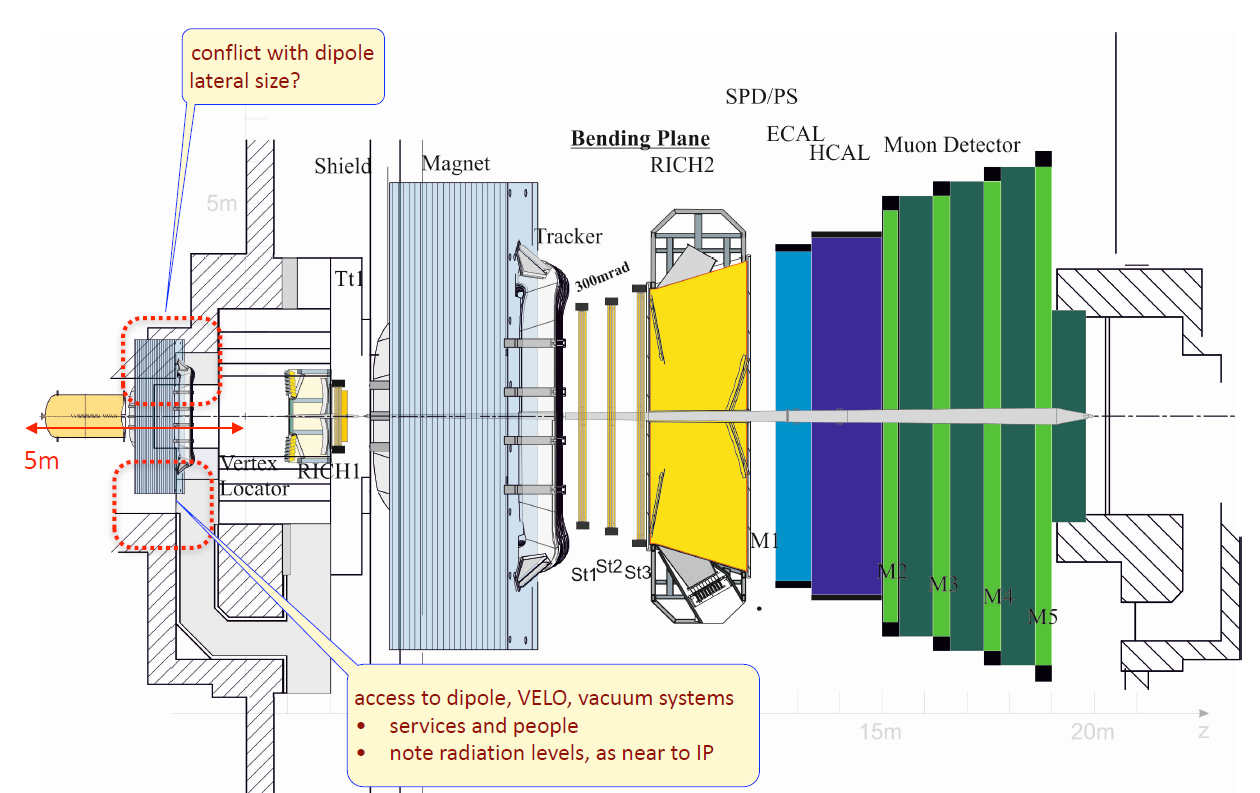 conflict with dipole
lateral size?
SPD/PS
Bending Plane
ECAL
HCAL
Muon Detector
Shield
Magnet
RICH2
5m
Tracker
Tt1
300mrad
5m
Vertex
Locator
RICH1
M1
St1
St2
St3
M2
M3
M4
M5
access to dipole, VELO, vacuum systems
• services and people
• note radiation levels, as near to IP
15m
20m
z